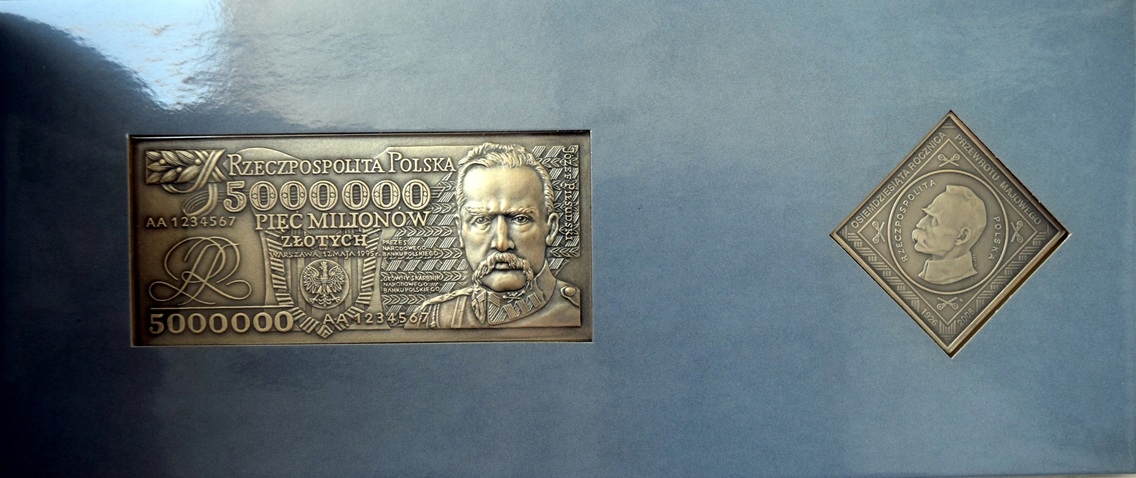 RZECZPOSPOLITA POLSKA
5000000
AA 1234567
PIĘĆ MILIONÓW
ZŁOTYCH
WARSZAWA, 12 MAJA 1995 r.
PREZES
NARODOWEGO
BANKU POLSKIEGO
GŁÓWNY SKARBNIK
NARODOWEGO
BANKU POLSKIEGO
5000000
AA 1234567
JÓZEF PIŁSUDSKI
OSIEMDZIESIĄTA ROCZNICA
PRZEWROTU MAJOWEGO
RZECZPOSPOLITA
POLSKA
1926
2006